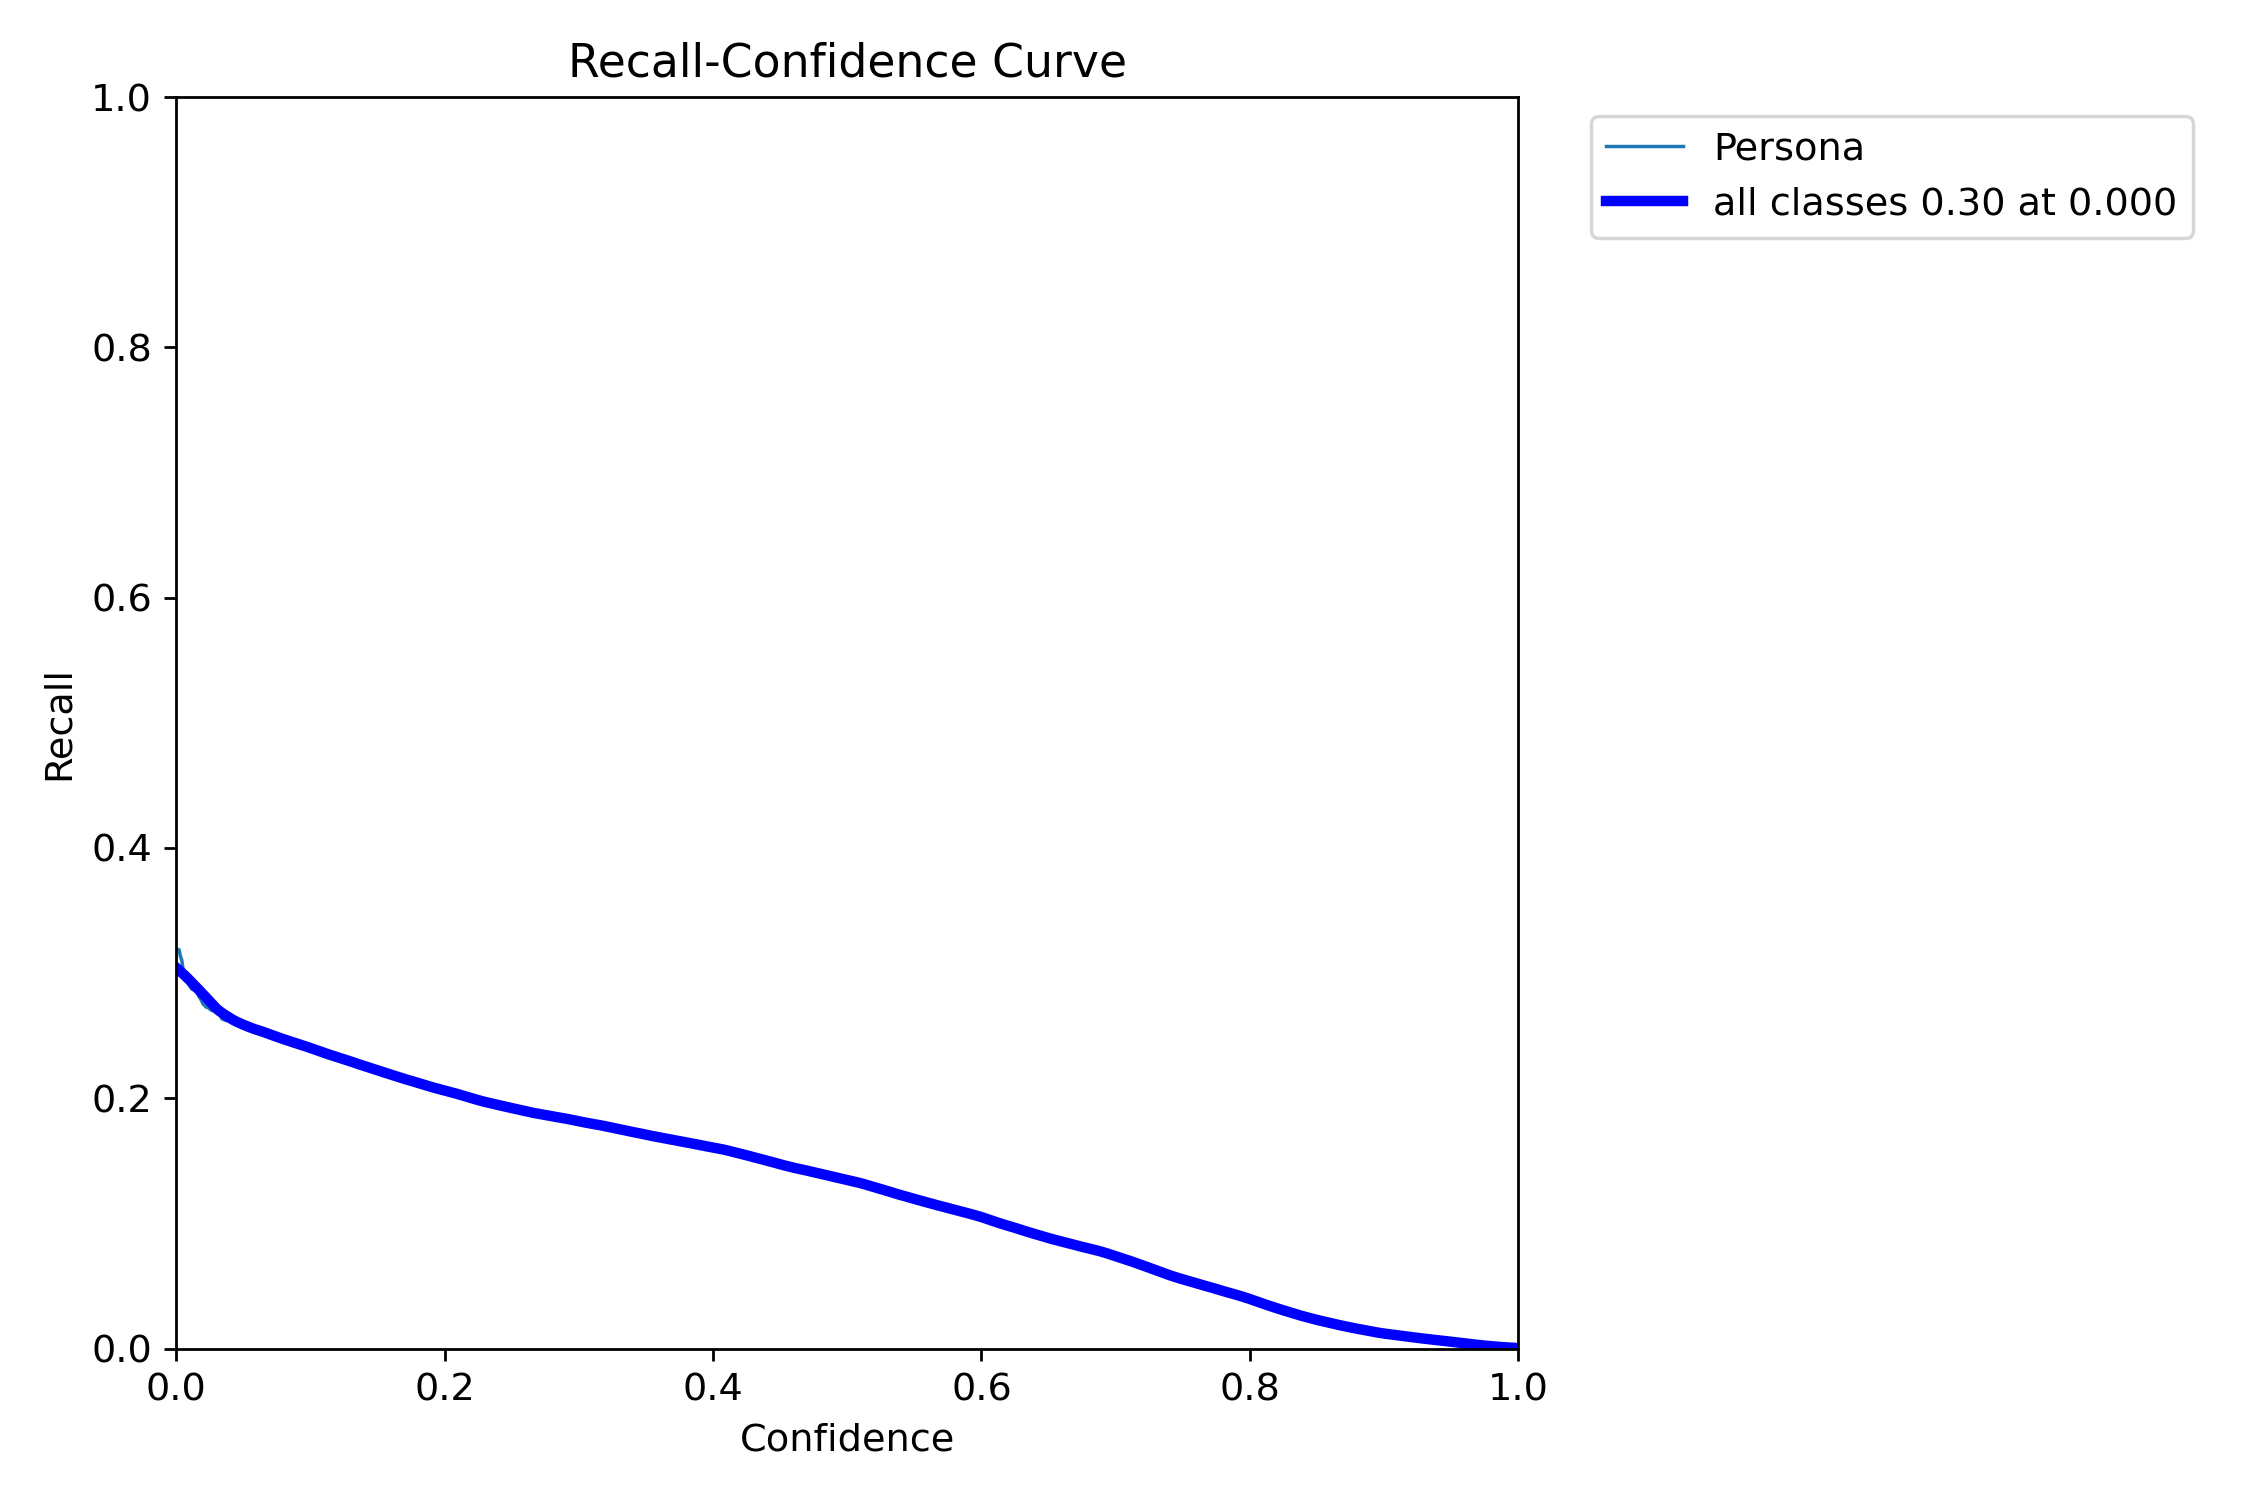 Recall-Confidence Curve
1.0
0.8
0.6
0.4
0.2
0.0
Recall
0.0 0.2 0.4 0.6 0.8 1.0
Confidence
Persona
all classes 0.30 at 0.000